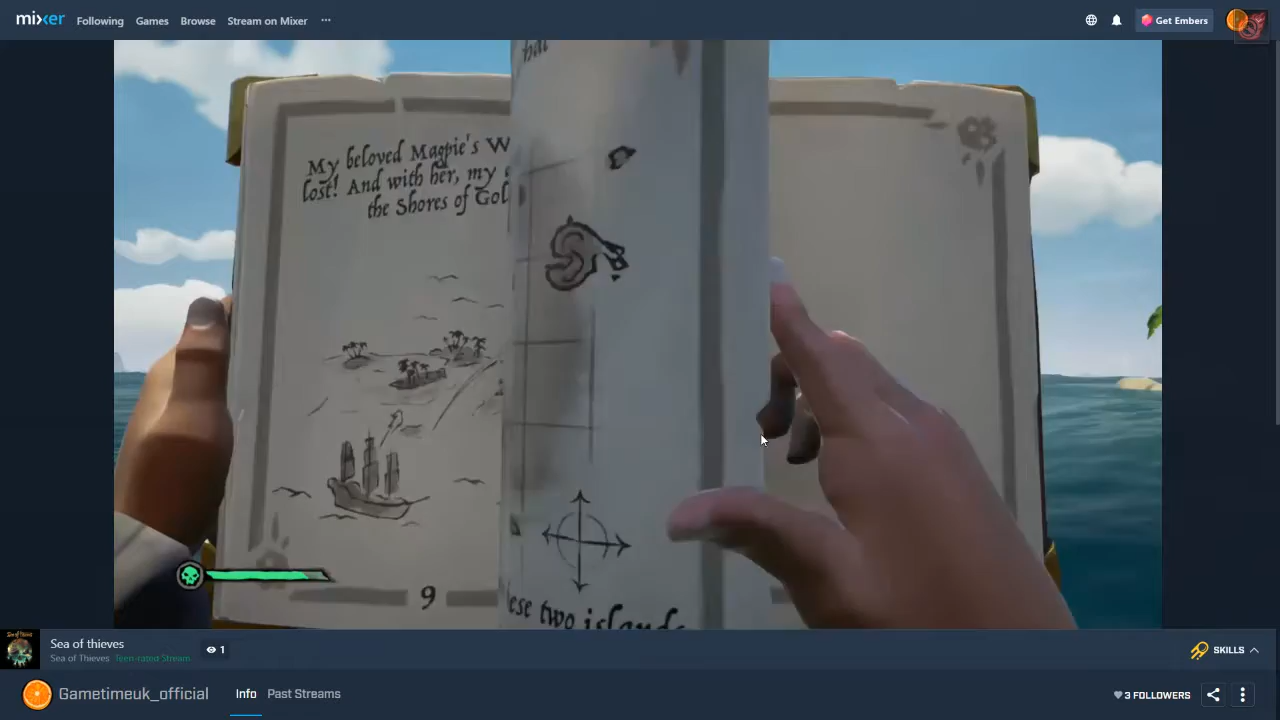 mixer Following Games Browse Stream on Mixer ··· Get Embers
hat
My beloved Magpie's W
lost! And with her, my
the Shores of Gol
9
ese two islands
Sea of thieves
Sea of Thieves Teen-rated Stream
1
SKILLS
Gametimeuk_official Info Past Streams
3 FOLLOWERS